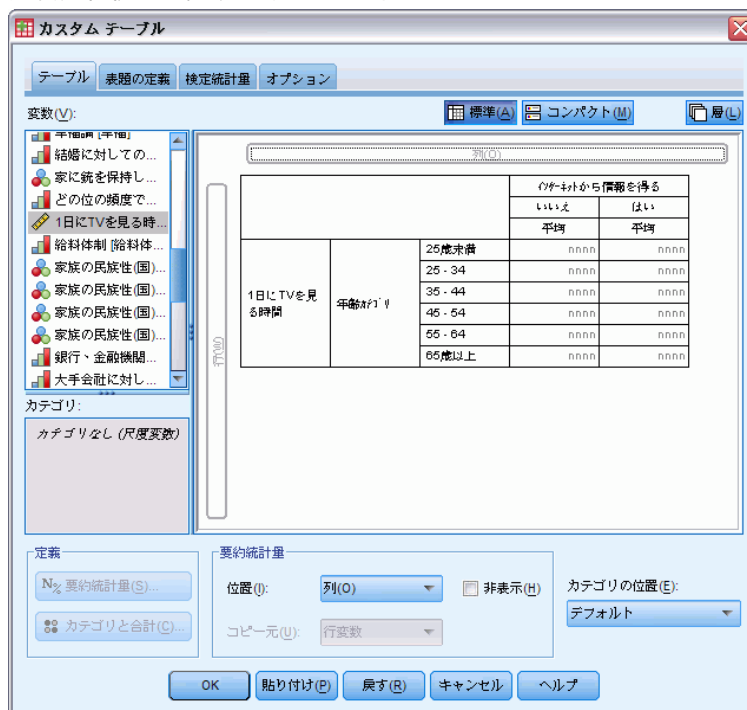 カスタム テーブル
テーブル 表題の定義 検定統計量 オプション
変数(V):
標準(A) コンパクト(M) 層(L)
結婚に対しての...
家に銃を保持し...
どの位の頻度で...
1日にTVを見る時...
給料体制 [給料体...
家族の民族性(国)...
家族の民族性(国)...
家族の民族性(国)...
家族の民族性(国)...
銀行、金融機関...
大手会社に対し...
カテゴリ:
カテゴリなし (尺度変数)
列(O)
行(W)
インターネットから情報を得る
いいえ はい
平均 平均
1日にTVを見る時間
年齢カテゴリ
25歳未満 nnnn nnnn
25 - 34 nnnn nnnn
35 - 44 nnnn nnnn
45 - 54 nnnn nnnn
55 - 64 nnnn nnnn
65歳以上 nnnn nnnn
定義
N% 要約統計量(S)...
カテゴリと合計(C)...
要約統計量
位置(I): 列(O) 非表示(H)
コピー元(U): 行変数
カテゴリの位置(E):
デフォルト
OK 貼り付け(P) 戻す(R) キャンセル ヘルプ